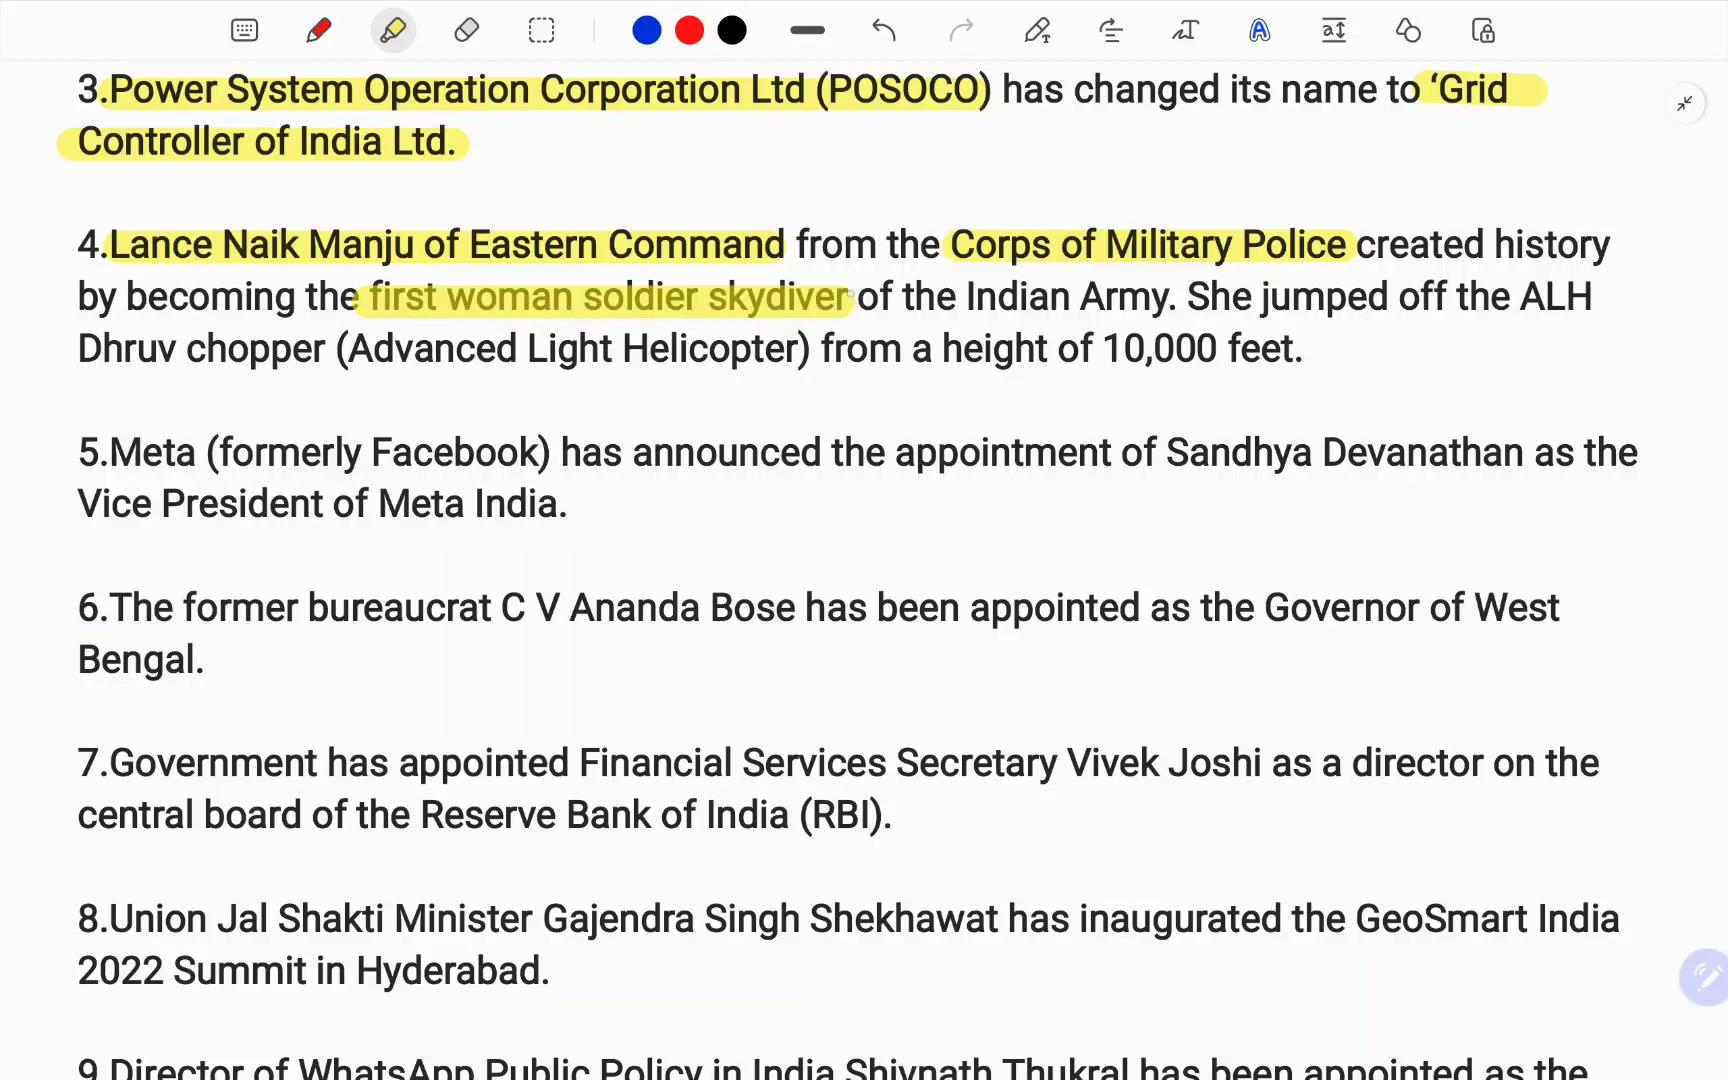 3.Power System Operation Corporation Ltd (POSOCO) has changed its name to ‘Grid
Controller of India Ltd.
4.Lance Naik Manju of Eastern Command from the Corps of Military Police created history
by becoming the first woman soldier skydiver of the Indian Army. She jumped off the ALH
Dhruv chopper (Advanced Light Helicopter) from a height of 10,000 feet.
5.Meta (formerly Facebook) has announced the appointment of Sandhya Devanathan as the
Vice President of Meta India.
6.The former bureaucrat C V Ananda Bose has been appointed as the Governor of West
Bengal.
7.Government has appointed Financial Services Secretary Vivek Joshi as a director on the
central board of the Reserve Bank of India (RBI).
8.Union Jal Shakti Minister Gajendra Singh Shekhawat has inaugurated the GeoSmart India
2022 Summit in Hyderabad.
9.Director of WhatsApp Public Policy in India Shivnath Thukral has been appointed as the